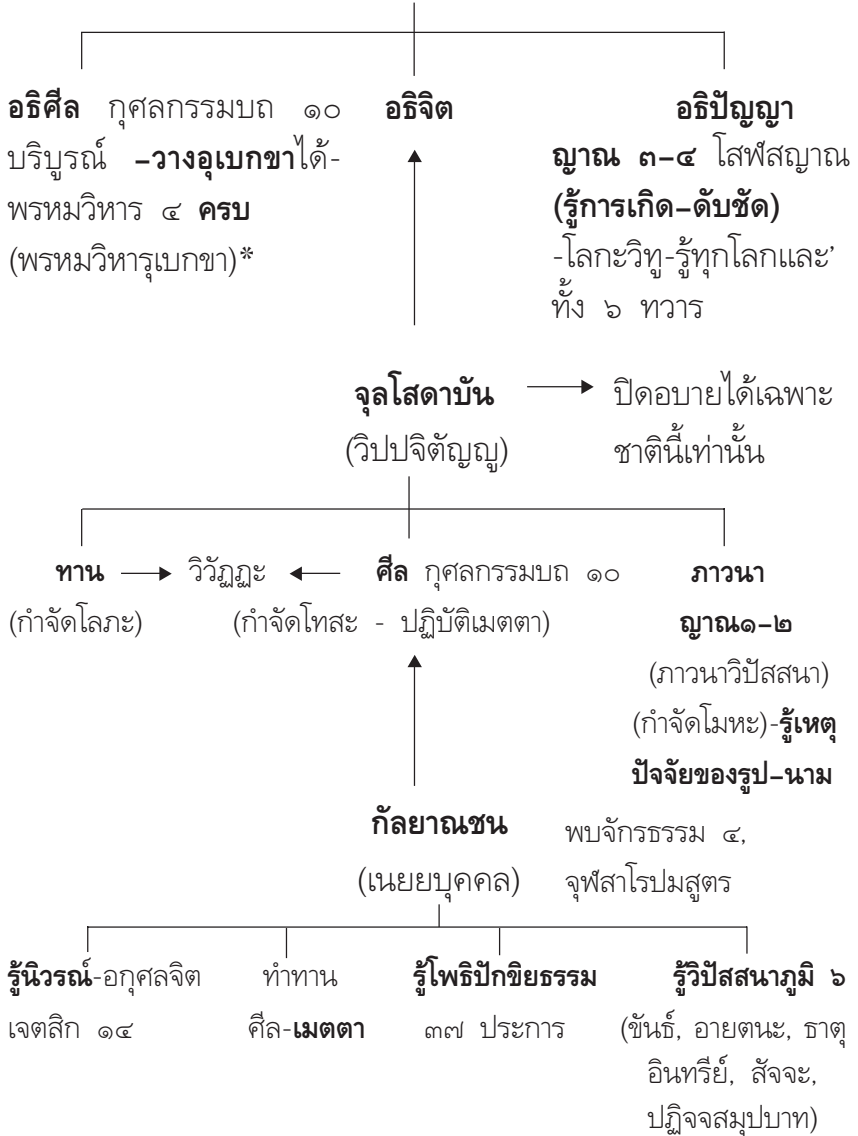 อธิศีล กุศลกรรมบถ ๑๐
บริบูรณ์ –วางอุเบกขาได้-
พรหมวิหาร ๔ ครบ
(พรหมวิหารุเบกขา)*
อธิจิต
อธิปัญญา
ญาณ ๓–๔ โสฬสญาณ
(รู้การเกิด–ดับชัด)
-โลกะวิทู-รู้ทุกโลกและ’
ทั้ง ๖ ทวาร
จุลโสดาบัน
(วิปปจิตัญญู)
ปิดอบายได้เฉพาะ
ชาตินี้เท่านั้น
ทาน
(กำจัดโลภะ)
วิวัฏฏะ
ศีล กุศลกรรมบถ ๑๐
(กำจัดโทสะ - ปฏิบัติเมตตา)
ภาวนา
ญาณ๑–๒
(ภาวนาวิปัสสนา)
(กำจัดโมหะ)-รู้เหตุ
ปัจจัยของรูป–นาม
กัลยาณชน
(เนยยบุคคล)
พบจักรธรรม ๔,
จุฬสาโรปมสูตร
รู้นิวรณ์-อกุศลจิต
เจตสิก ๑๔
ทำทาน
ศีล-เมตตา
รู้โพธิปักขิยธรรม
๓๗ ประการ
รู้วิปัสสนาภูมิ ๖
(ขันธ์, อายตนะ, ธาตุ
อินทรีย์, สัจจะ,
ปฏิจจสมุปบาท)